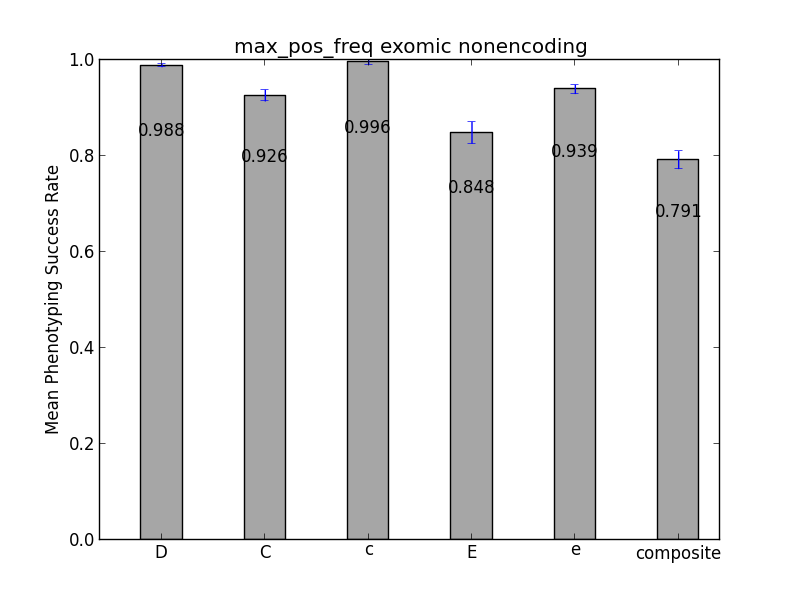 max_pos_freq exomic nonencoding
Mean Phenotyping Success Rate
1.0
0.8
0.6
0.4
0.2
0.0
0.988
0.926
0.996
0.848
0.939
0.791
D
C
c
E
e
composite